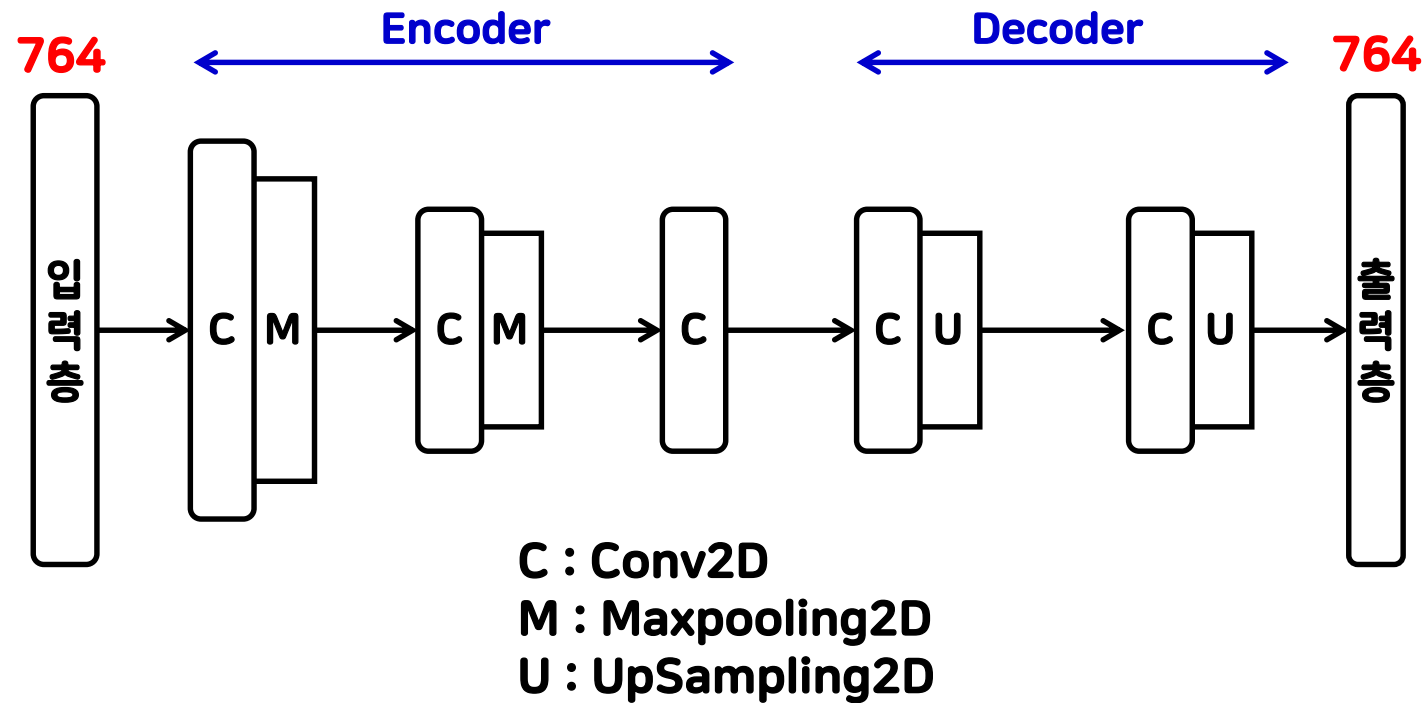 Encoder
Decoder
764
764
입력층
C M
C M
C
C U
C U
출력층
C : Conv2D
M : Maxpooling2D
U : UpSampling2D